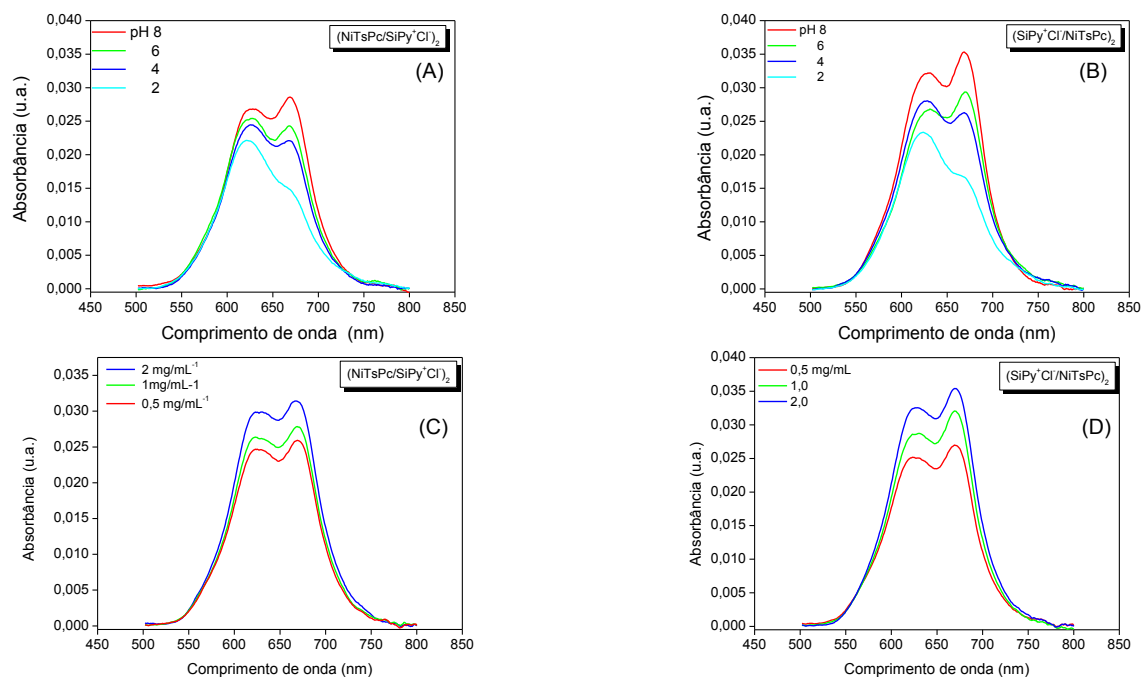 pH 8
6
4
2
(NiTsPc/SiPy⁺Cl⁻)₂
(A)
0,040
0,035
0,030
0,025
0,020
0,015
0,010
0,005
0,000
Absorbância (u.a.)
450 500 550 600 650 700 750 800 850
Comprimento de onda (nm)
pH 8
6
4
2
(SiPy⁺Cl⁻/NiTsPc)₂
(B)
0,040
0,035
0,030
0,025
0,020
0,015
0,010
0,005
0,000
Absorbância (u.a.)
450 500 550 600 650 700 750 800 850
Comprimento de onda (nm)
2 mg/mL⁻¹
1mg/mL-1
0,5 mg/mL⁻¹
(NiTsPc/SiPy⁺Cl⁻)₂
(C)
0,035
0,030
0,025
0,020
0,015
0,010
0,005
0,000
Absorbância (u.a.)
450 500 550 600 650 700 750 800 850
Comprimento de onda (nm)
0,5 mg/mL
1,0
2,0
(SiPy⁺Cl⁻/NiTsPc)₂
(D)
0,040
0,035
0,030
0,025
0,020
0,015
0,010
0,005
0,000
Absorbância (u.a.)
450 500 550 600 650 700 750 800 850
Comprimento de onda (nm)